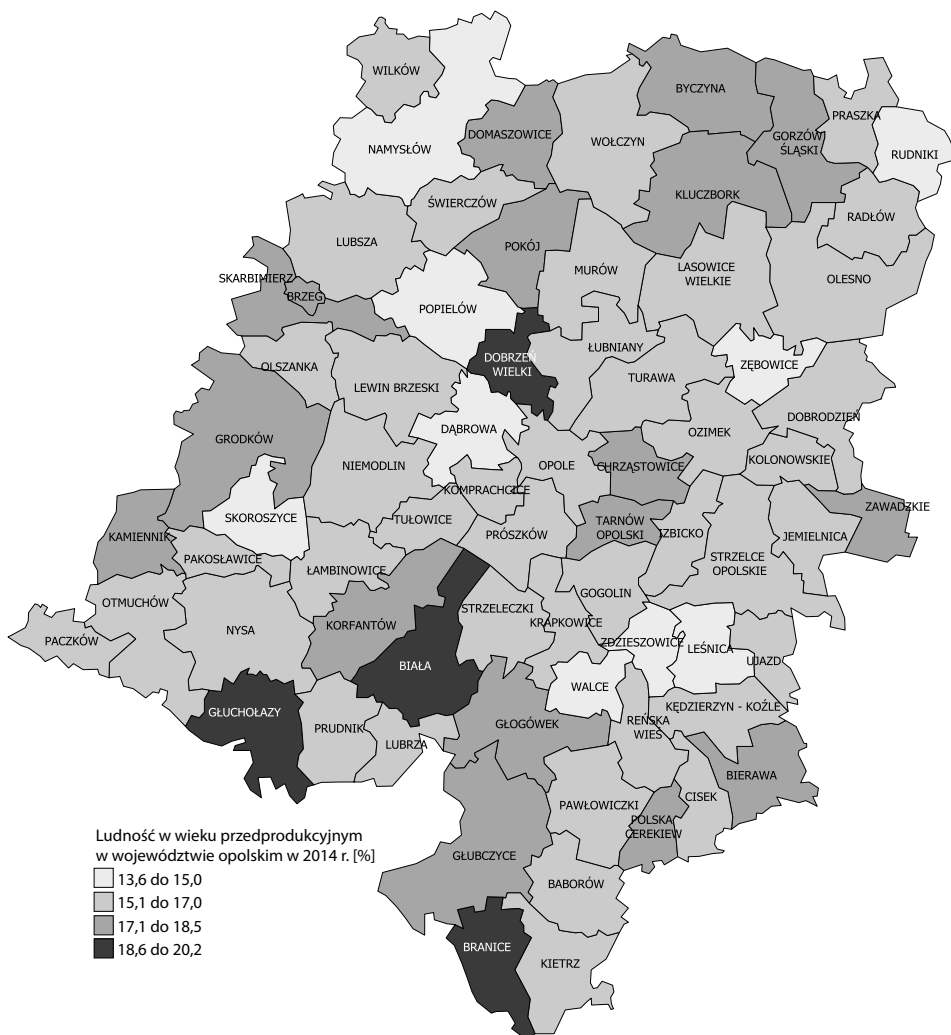 WILKÓW
BYCZYNA
PRASZKA
DOMASZOWICE
WOŁCZYN
GORZÓW
ŚLĄSKI
NAMYSŁÓW
RUDNIKI
KLUCZBORK
ŚWIERCZÓW
RADŁÓW
LUBSZA
POKÓJ
MURÓW
LASOWICE
WIELKIE
OLESNO
SKARBIMIERZ
BRZEG
POPIELÓW
ŁUBNIANY
DOBRZEŃ
WIELKI
ZĘBOWICE
OLSZANKA
TURAWA
LEWIN BRZESKI
DOBRODZIEŃ
DĄBROWA
OZIMEK
GRODKÓW
NIEMODLIN
OPOLE
CHRZĄSTOWICE
KOLONOWSKIE
KOMPRACHCICE
ZAWADZKIE
SKOROSZYCE
TUŁOWICE
PRÓSZKÓW
TARNÓW
OPOLSKI
IZBICKO
JEMIELNICA
KAMIENNIK
PAKOSŁAWICE
STRZELCE
OPOLSKIE
ŁAMBINOWICE
GOGOLIN
OTMUCHÓW
STRZELECZKI
KRAPKOWICE
NYSA
KORFANTÓW
PACZKÓW
ZDZIESZOWICE
LEŚNICA
BIAŁA
UJAZD
WALCE
GŁUCHOŁAZY
KĘDZIERZYN - KOŹLE
GŁOGÓWEK
REŃSKA
WIEŚ
PRUDNIK
LUBRZA
BIERAWA
CISEK
PAWŁOWICZKI
POLSKA
CEREKIEW
GŁUBCZYCE
BABORÓW
BRANICE
KIETRZ
Ludność w wieku przedprodukcyjnym
w województwie opolskim w 2014 r. [%]
13,6 do 15,0
15,1 do 17,0
17,1 do 18,5
18,6 do 20,2